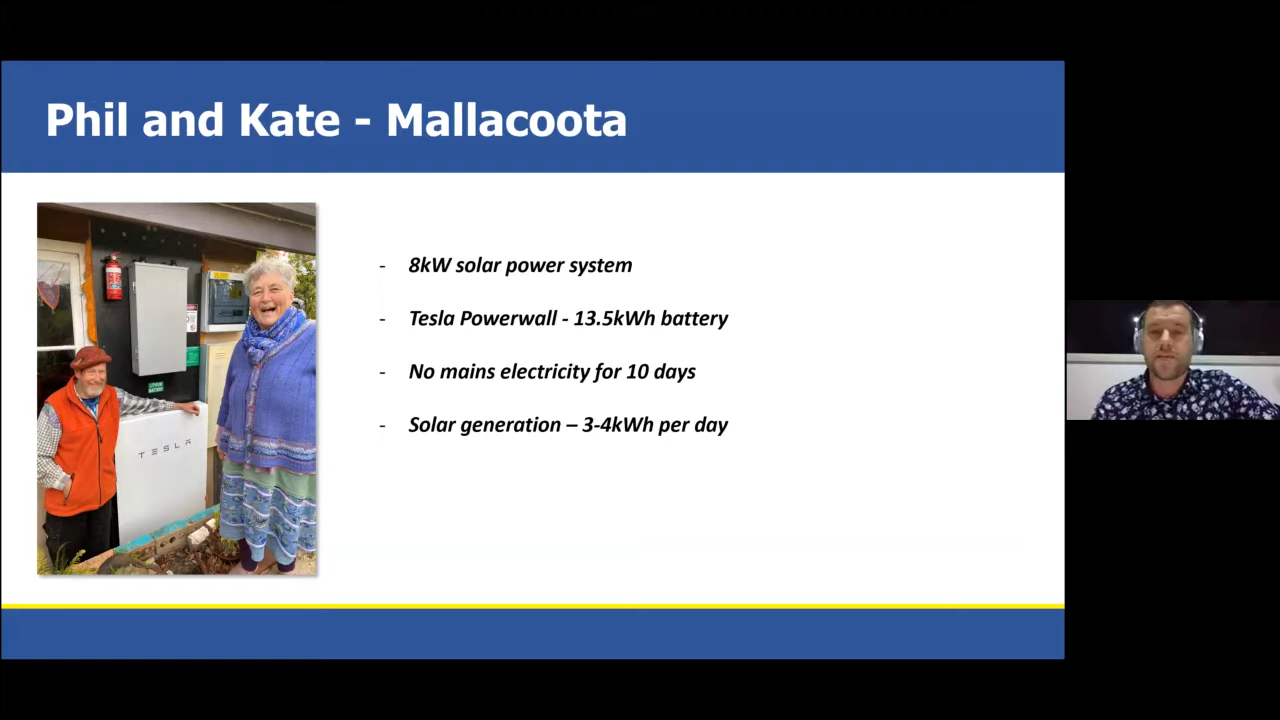 Phil and Kate - Mallacoota
- 8kW solar power system
- Tesla Powerwall - 13.5kWh battery
- No mains electricity for 10 days
- Solar generation – 3-4kWh per day
TESLA